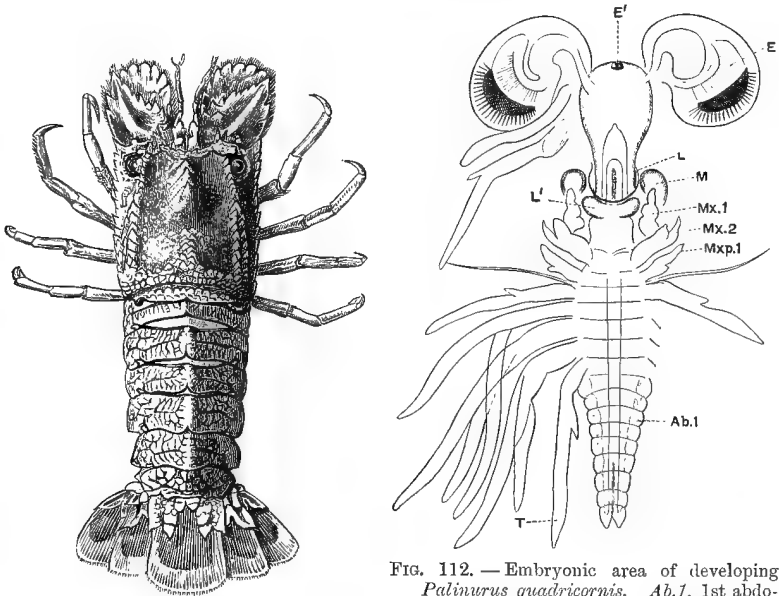 E'
E
L
M
L'
Mx.1
Mx.2
Mxp.1
Ab.1
T
FIG. 112. — Embryonic area of developing
Palinurus quadricornis. Ab.1, 1st abdo-